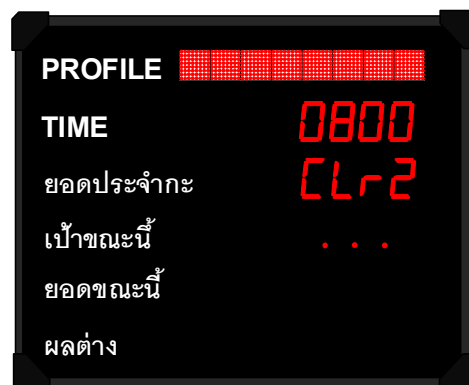 PROFILE
TIME 0800
ยอดประจำกะ CLr2
เป้าขณะนี้ . . .
ยอดขณะนี้
ผลต่าง